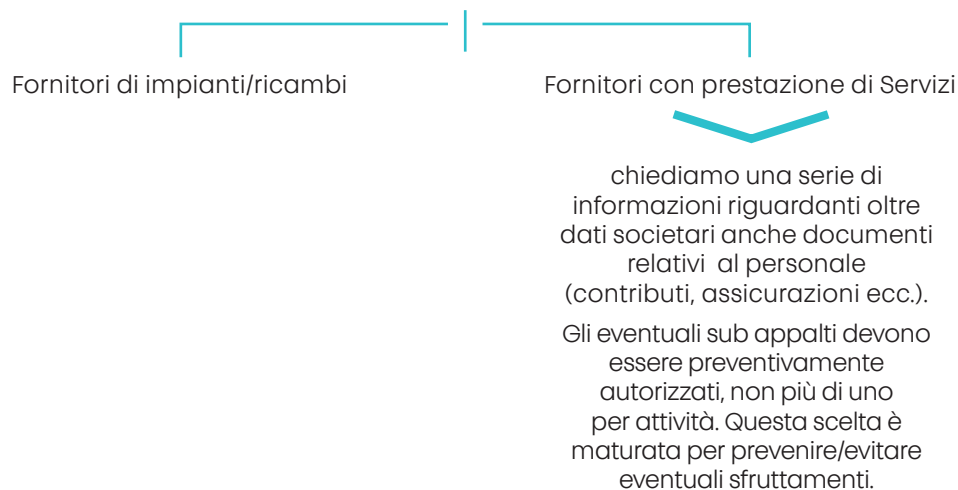 Fornitori di impianti/ricambi
Fornitori con prestazione di Servizi
chiediamo una serie di
informazioni riguardanti oltre
dati societari anche documenti
relativi al personale
(contributi, assicurazioni ecc.).
Gli eventuali sub appalti devono
essere preventivamente
autorizzati, non più di uno
per attività. Questa scelta è
maturata per prevenire/evitare
eventuali sfruttamenti.